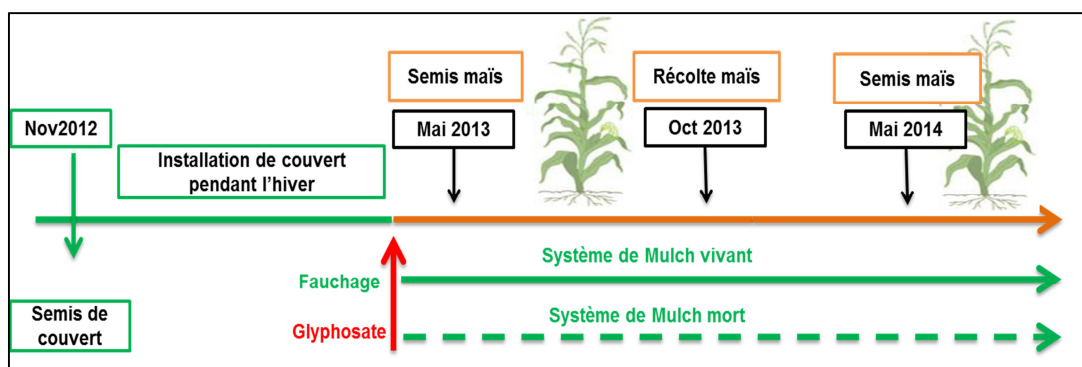 Semis maïs
Récolte maïs
Semis maïs
Nov2012
Mai 2013
Oct 2013
Mai 2014
Installation de couvert
pendant l'hiver
Système de Mulch vivant
Fauchage
Semis de
couvert
Système de Mulch mort
Glyphosate